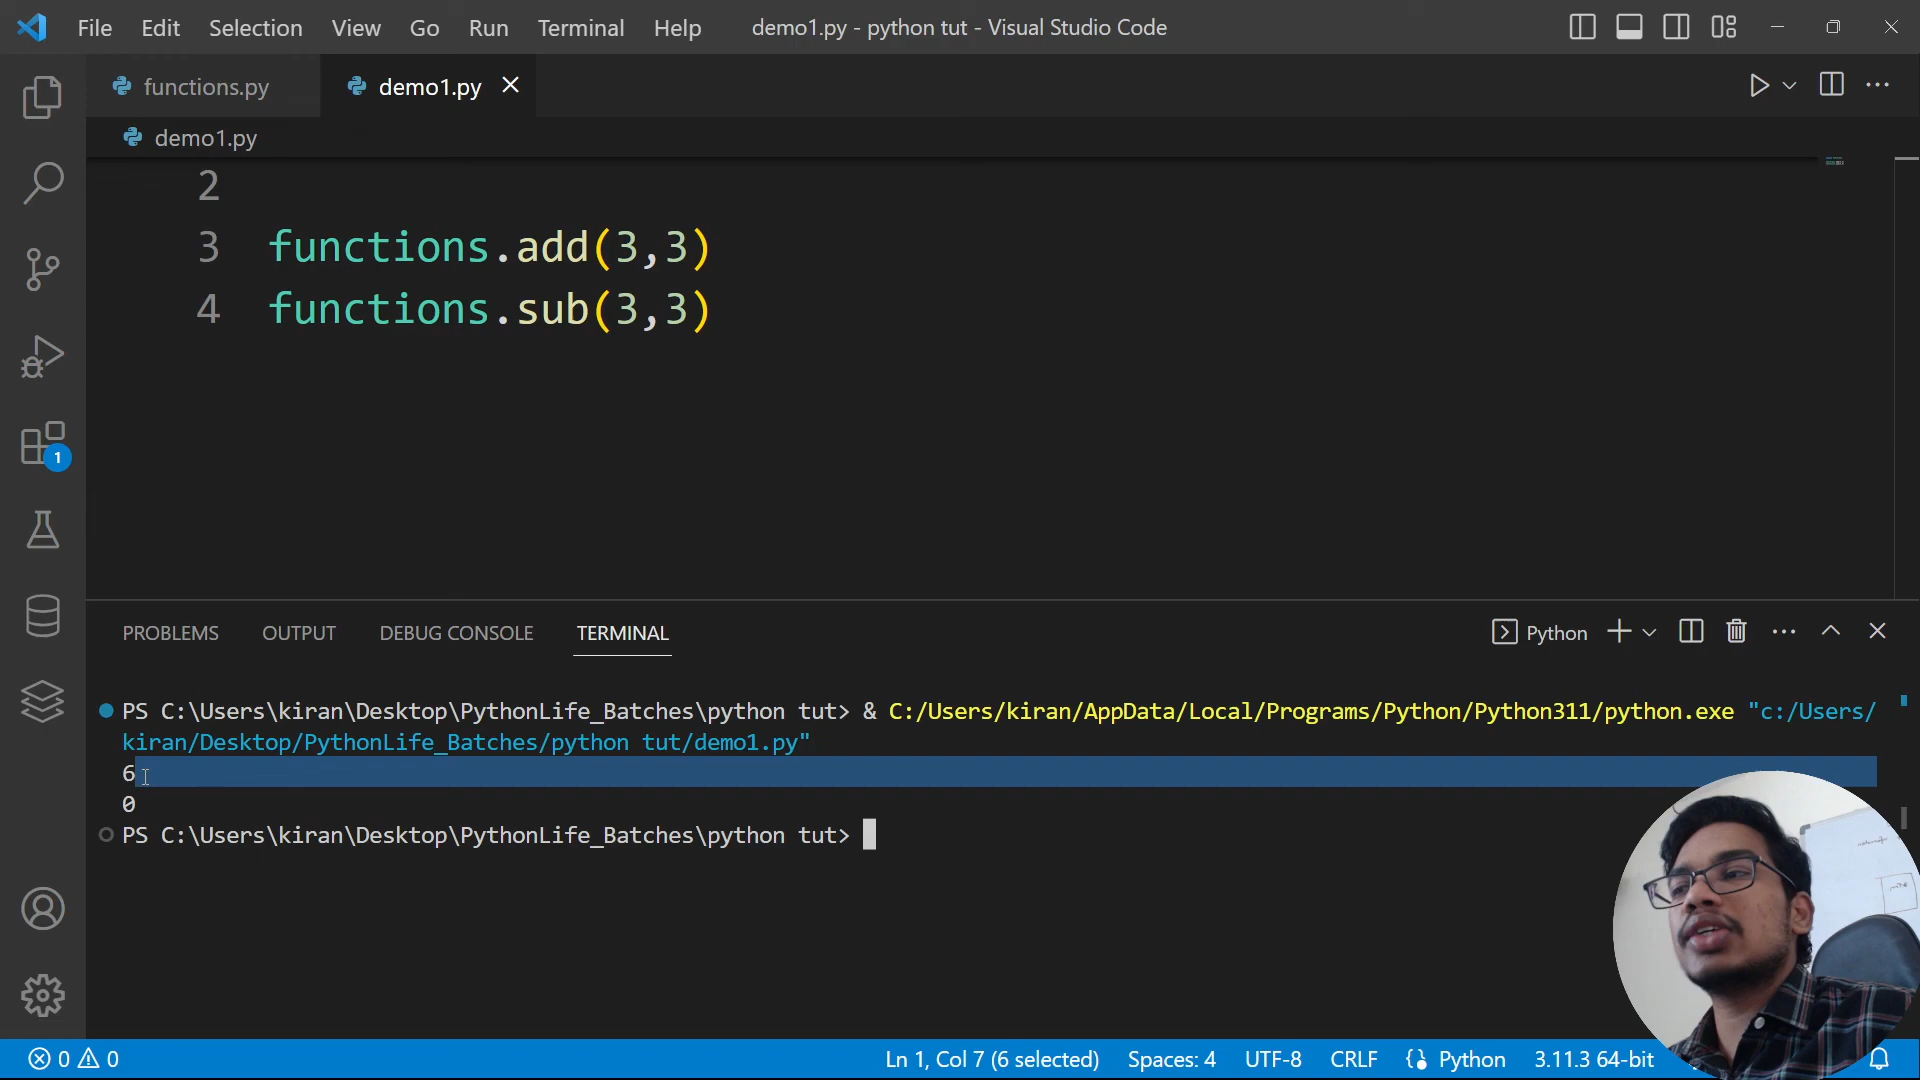 File Edit Selection View Go Run Terminal Help demo1.py - python tut - Visual Studio Code
functions.py demo1.py
demo1.py
2
3 functions.add(3,3)
4 functions.sub(3,3)
1
PROBLEMS OUTPUT DEBUG CONSOLE TERMINAL Python
PS C:\Users\kiran\Desktop\PythonLife_Batches\python tut> & C:/Users/kiran/AppData/Local/Programs/Python/Python311/python.exe "c:/Users/
kiran/Desktop/PythonLife_Batches/python tut/demo1.py"
6
0
PS C:\Users\kiran\Desktop\PythonLife_Batches\python tut>
0 0 Ln 1, Col 7 (6 selected) Spaces: 4 UTF-8 CRLF Python 3.11.3 64-bit